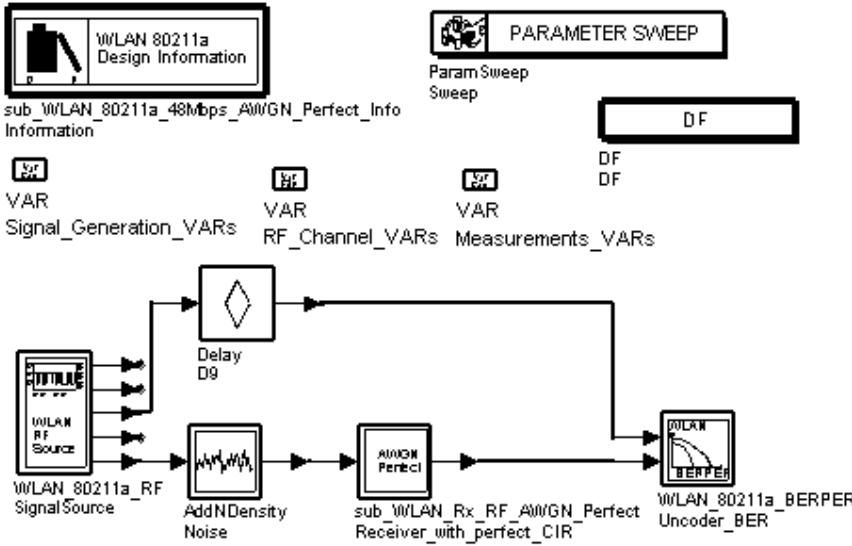 WLAN 80211a
Design Information
sub_WLAN_80211a_48Mbps_AWGN_Perfect_Info
Information
PARAMETER SWEEP
ParamSweep
Sweep
DF
DF
DF
VAR
Signal_Generation_VARs
VAR
RF_Channel_VARs
VAR
Measurements_VARs
Delay
D9
WLAN
RF
Source
WLAN_80211a_RF
SignalSource
AddNDensity
Noise
AWGN
Perfect
sub_WLAN_Rx_RF_AWGN_Perfect
Receiver_with_perfect_CIR
WLAN
BERPER
WLAN_80211a_BERPER
Uncoder_BER